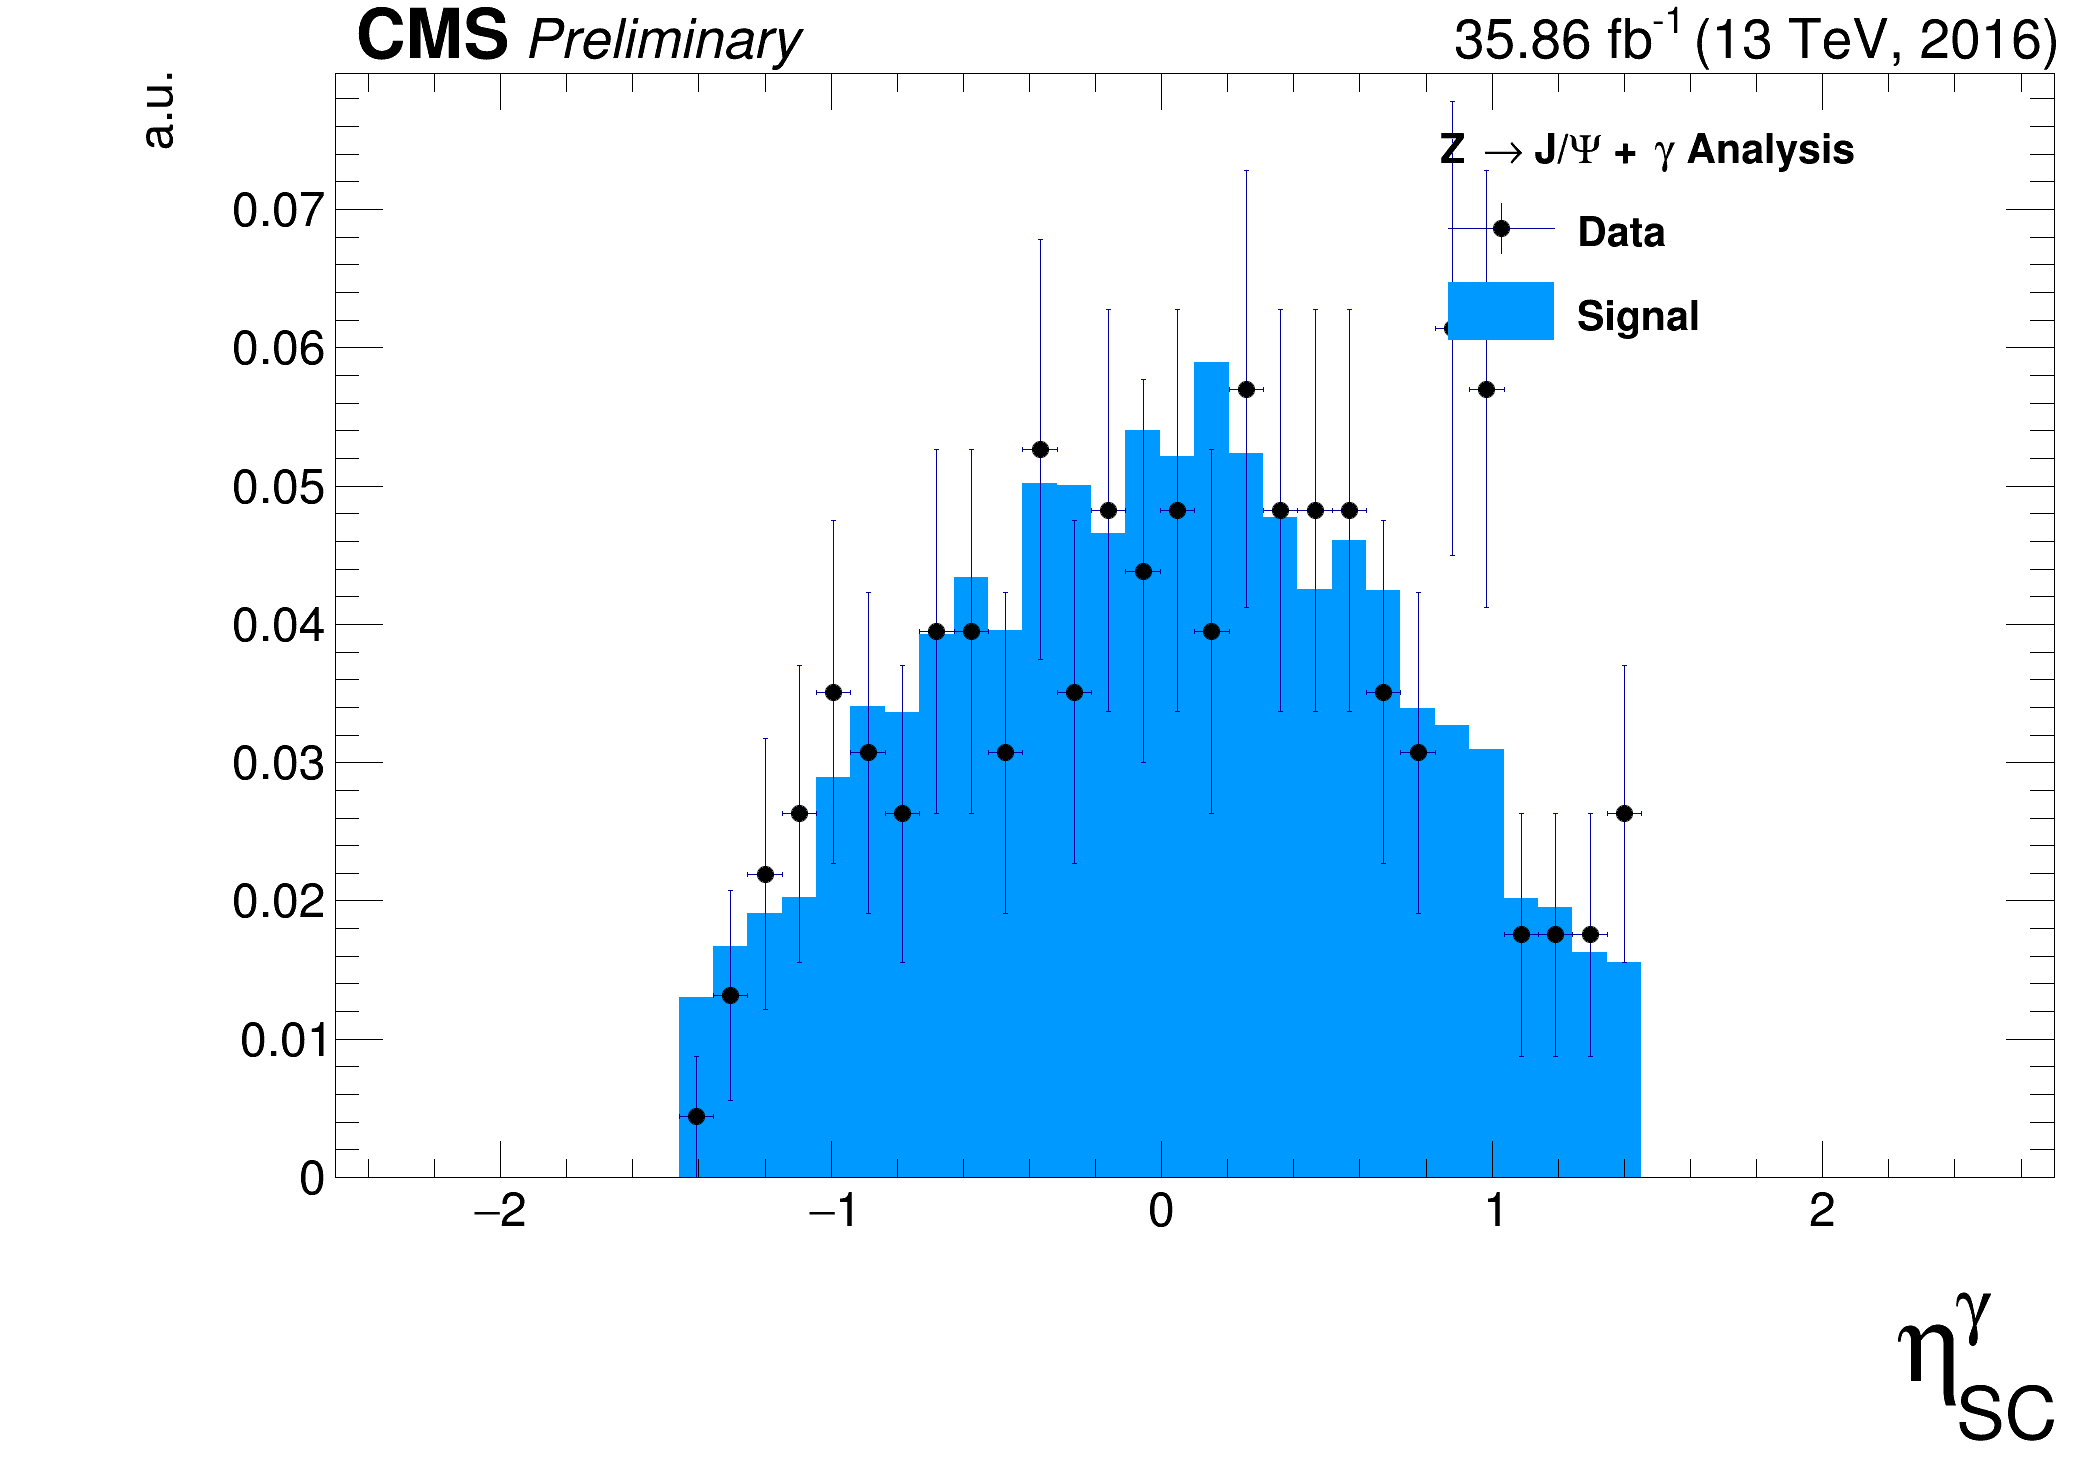 CMS Preliminary 35.86 fb⁻¹ (13 TeV, 2016)
a.u.
Z → J/Ψ + γ Analysis
Data
Signal
0.07
0.06
0.05
0.04
0.03
0.02
0.01
0
−2 −1 0 1 2
η^γ_SC